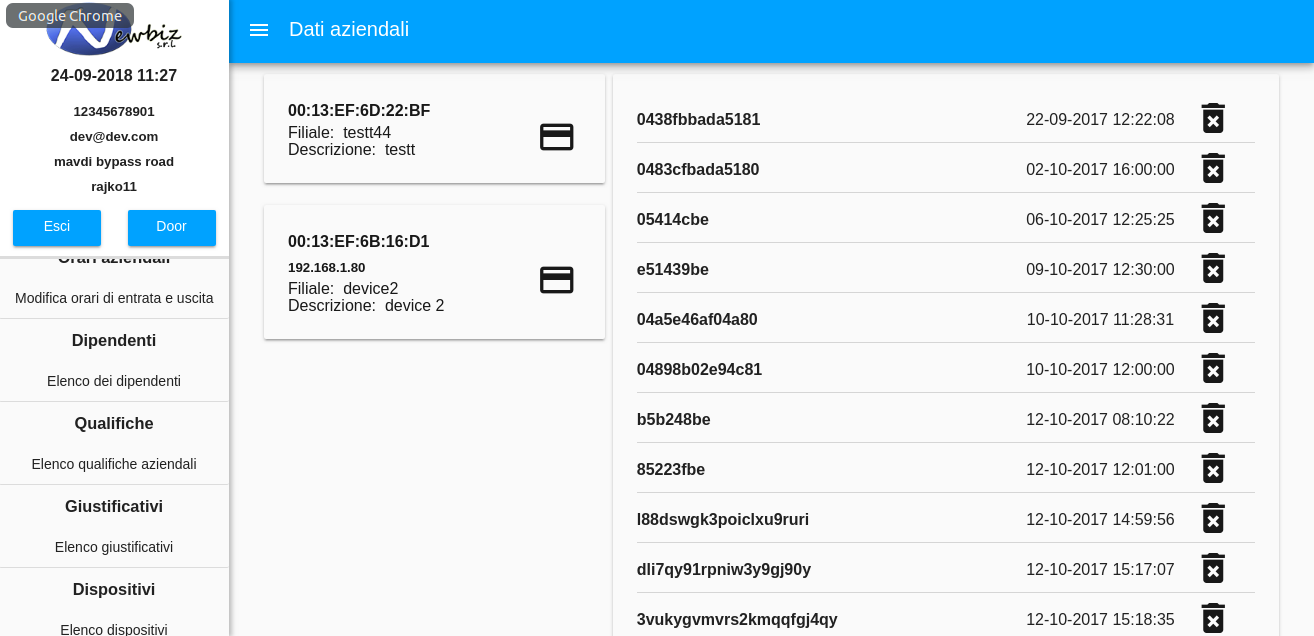 Google Chrome
ewbiz
s.r.l.
24-09-2018 11:27
12345678901
dev@dev.com
mavdi bypass road
rajko11
Esci
Door
Orari aziendali
Modifica orari di entrata e uscita
Dipendenti
Elenco dei dipendenti
Qualifiche
Elenco qualifiche aziendali
Giustificativi
Elenco giustificativi
Dispositivi
Elenco dispositivi
Dati aziendali
00:13:EF:6D:22:BF
Filiale: testt44
Descrizione: testt
00:13:EF:6B:16:D1
192.168.1.80
Filiale: device2
Descrizione: device 2
0438fbbada5181 22-09-2017 12:22:08
0483cfbada5180 02-10-2017 16:00:00
05414cbe 06-10-2017 12:25:25
e51439be 09-10-2017 12:30:00
04a5e46af04a80 10-10-2017 11:28:31
04898b02e94c81 10-10-2017 12:00:00
b5b248be 12-10-2017 08:10:22
85223fbe 12-10-2017 12:01:00
l88dswgk3poiclxu9ruri 12-10-2017 14:59:56
dli7qy91rpniw3y9gj90y 12-10-2017 15:17:07
3vukygvmvrs2kmqqfgj4qy 12-10-2017 15:18:35